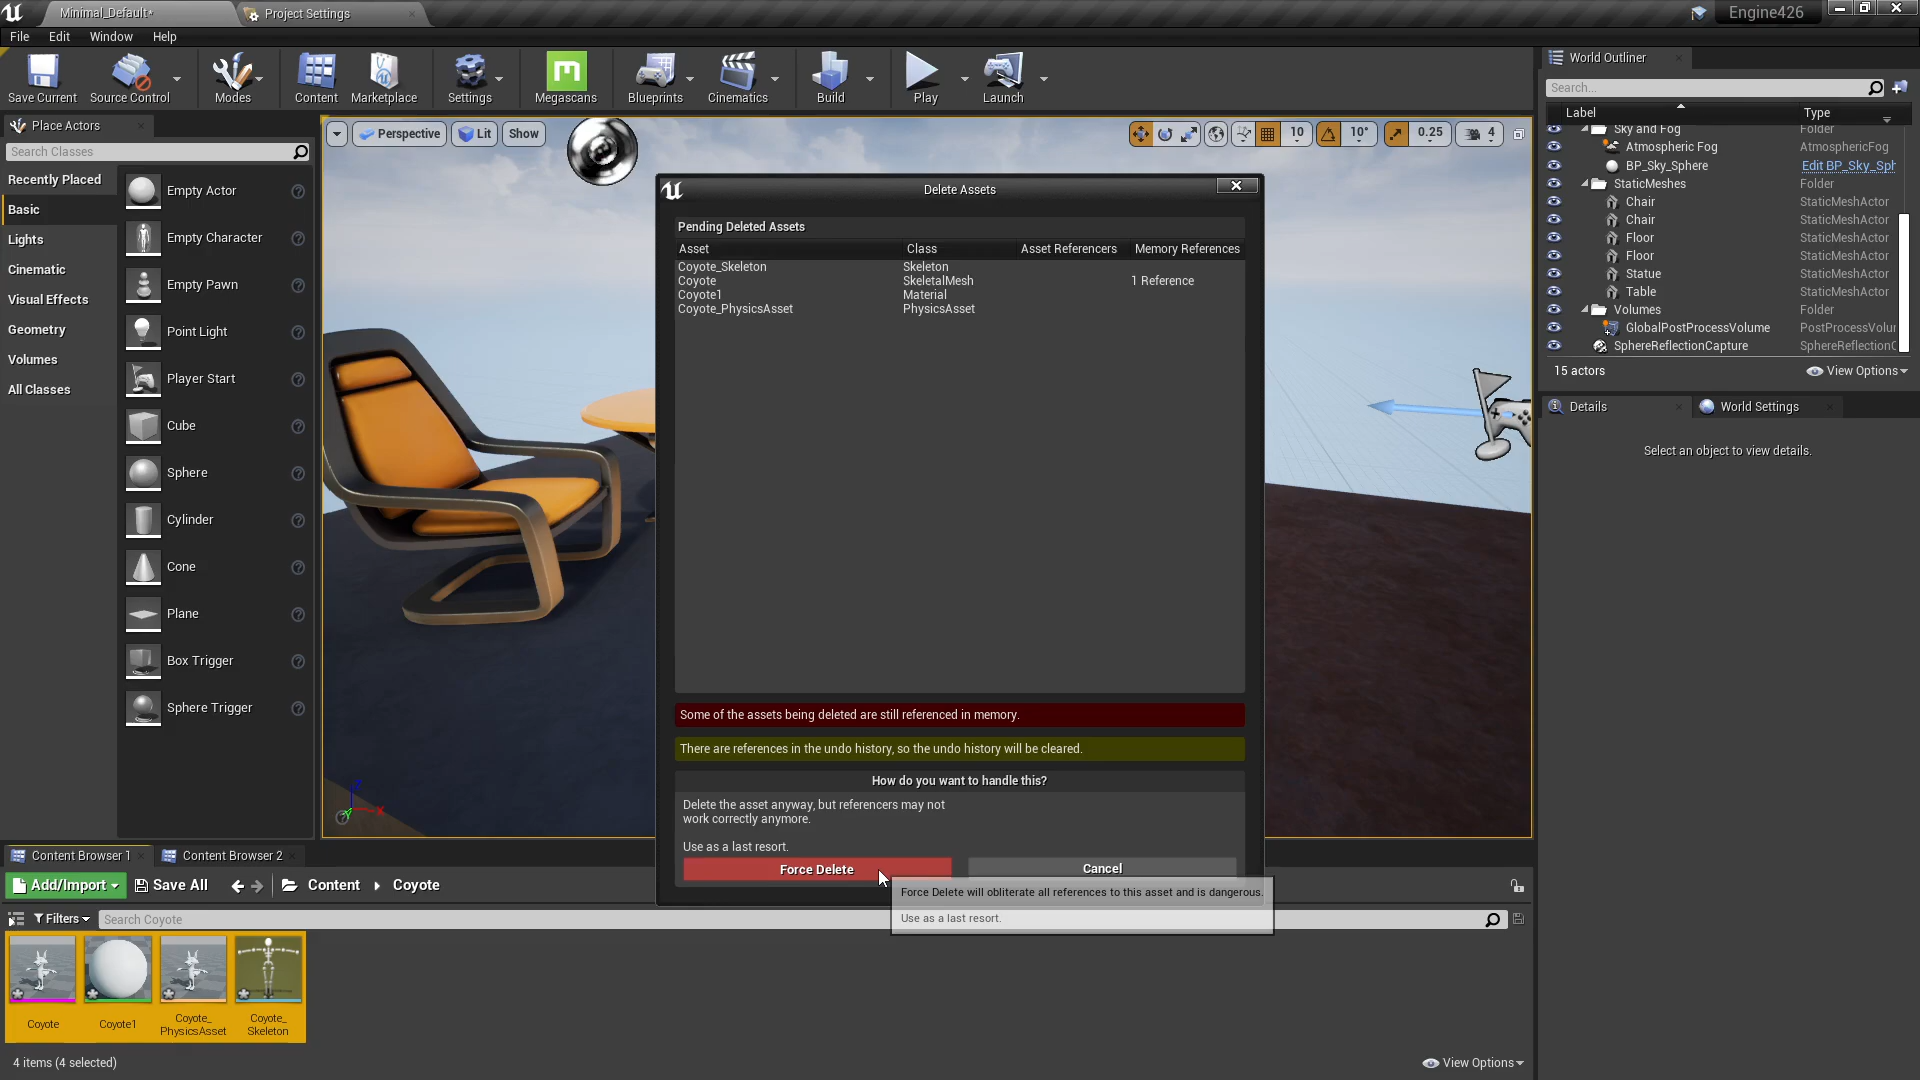 Minimal_Default*
Project Settings
Engine426
File Edit Window Help
Save Current
Source Control
Modes
Content
Marketplace
Settings
Megascans
Blueprints
Cinematics
Build
Play
Launch
Place Actors
Search Classes
Recently Placed
Basic
Lights
Cinematic
Visual Effects
Geometry
Volumes
All Classes
Empty Actor
Empty Character
Empty Pawn
Point Light
Player Start
Cube
Sphere
Cylinder
Cone
Plane
Box Trigger
Sphere Trigger
Perspective
Lit
Show
10
10°
0.25
4
X
Delete Assets
Pending Deleted Assets
Asset Class Asset Referencers Memory References
Coyote_Skeleton Skeleton
Coyote SkeletalMesh 1 Reference
Coyote1 Material
Coyote_PhysicsAsset PhysicsAsset
Some of the assets being deleted are still referenced in memory.
There are references in the undo history, so the undo history will be cleared.
How do you want to handle this?
Delete the asset anyway, but referencers may not
work correctly anymore.
Use as a last resort.
Force Delete
Cancel
Force Delete will obliterate all references to this asset and is dangerous.
Use as a last resort.
World Outliner
Search...
Label Type
Sky and Fog Folder
Atmospheric Fog AtmosphericFog
BP_Sky_Sphere Edit BP_Sky_Sph
StaticMeshes Folder
Chair StaticMeshActor
Chair StaticMeshActor
Floor StaticMeshActor
Floor StaticMeshActor
Statue StaticMeshActor
Table StaticMeshActor
Volumes Folder
GlobalPostProcessVolume PostProcessVolu
SphereReflectionCapture SphereReflectionC
15 actors
View Options
Details
World Settings
Select an object to view details.
Content Browser 1
Content Browser 2
Add/Import
Save All
Content
Coyote
Filters
Search Coyote
Coyote
Coyote1
Coyote_
PhysicsAsset
Coyote_
Skeleton
4 items (4 selected)
View Options